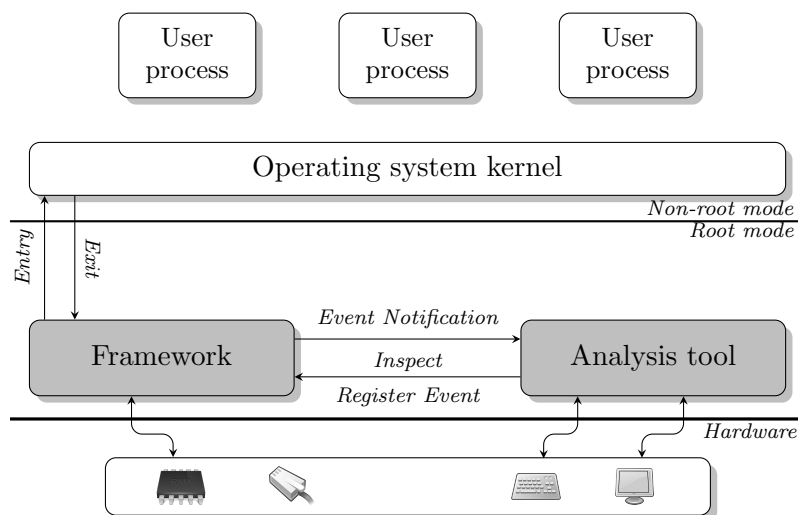 User
process
User
process
User
process
Operating system kernel
Non-root mode
Root mode
Entry
Exit
Event Notification
Framework
Inspect
Analysis tool
Register Event
Hardware